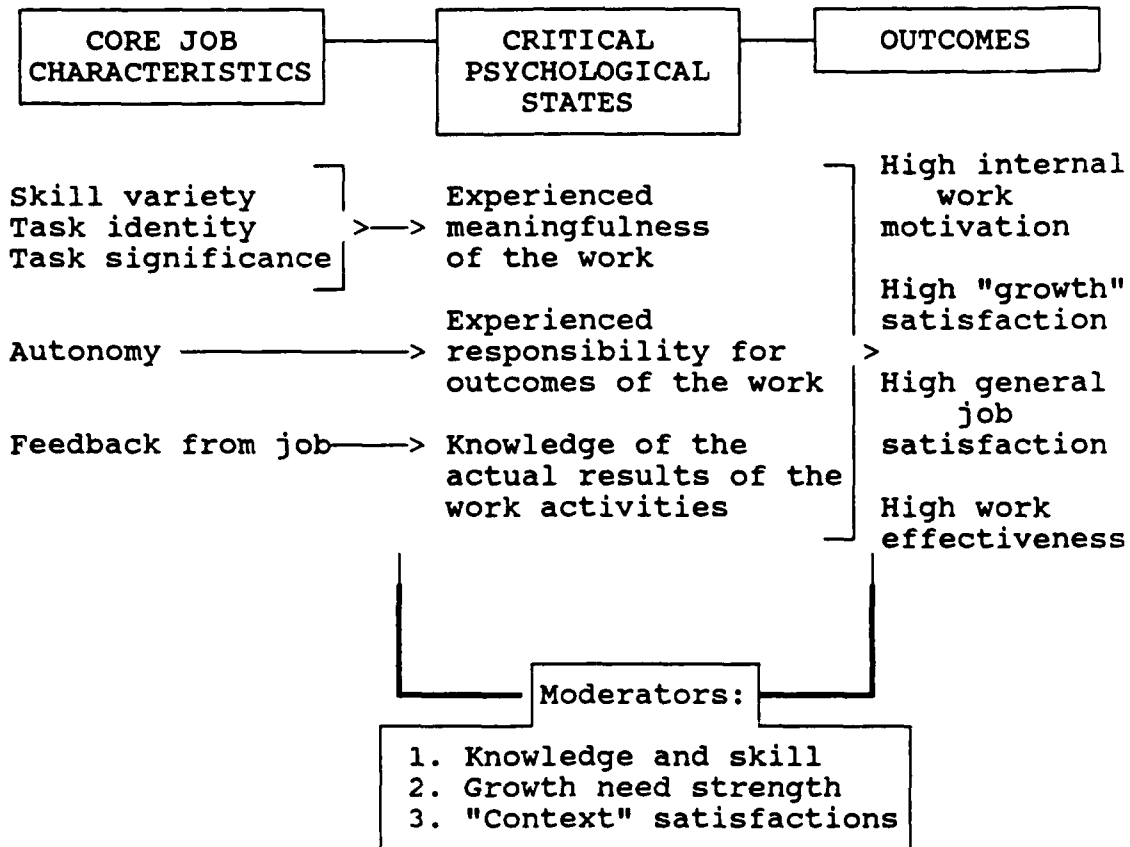 CORE JOB
CHARACTERISTICS
CRITICAL
PSYCHOLOGICAL
STATES
OUTCOMES
Skill variety
Task identity
Task significance
Experienced
meaningfulness
of the work
Autonomy
Experienced
responsibility for
outcomes of the work
Feedback from job
Knowledge of the
actual results of the
work activities
High internal
work
motivation
High "growth"
satisfaction
High general
job
satisfaction
High work
effectiveness
Moderators:
1. Knowledge and skill
2. Growth need strength
3. "Context" satisfactions